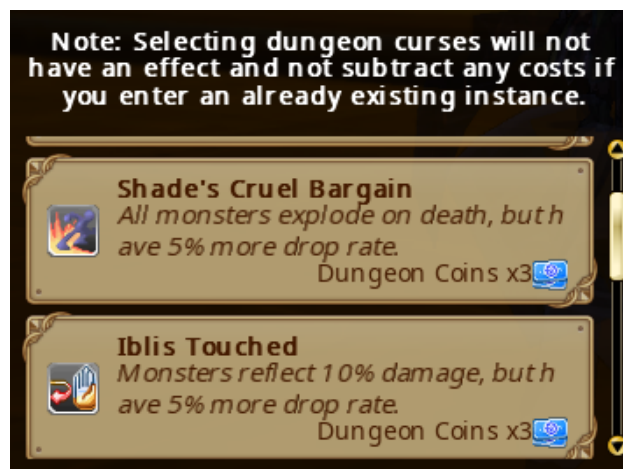 Note: Selecting dungeon curses will not
have an effect and not subtract any costs if
you enter an already existing instance.
Shade's Cruel Bargain
All monsters explode on death, but h
ave 5% more drop rate.
Dungeon Coins x3
Iblis Touched
Monsters reflect 10% damage, but h
ave 5% more drop rate.
Dungeon Coins x3